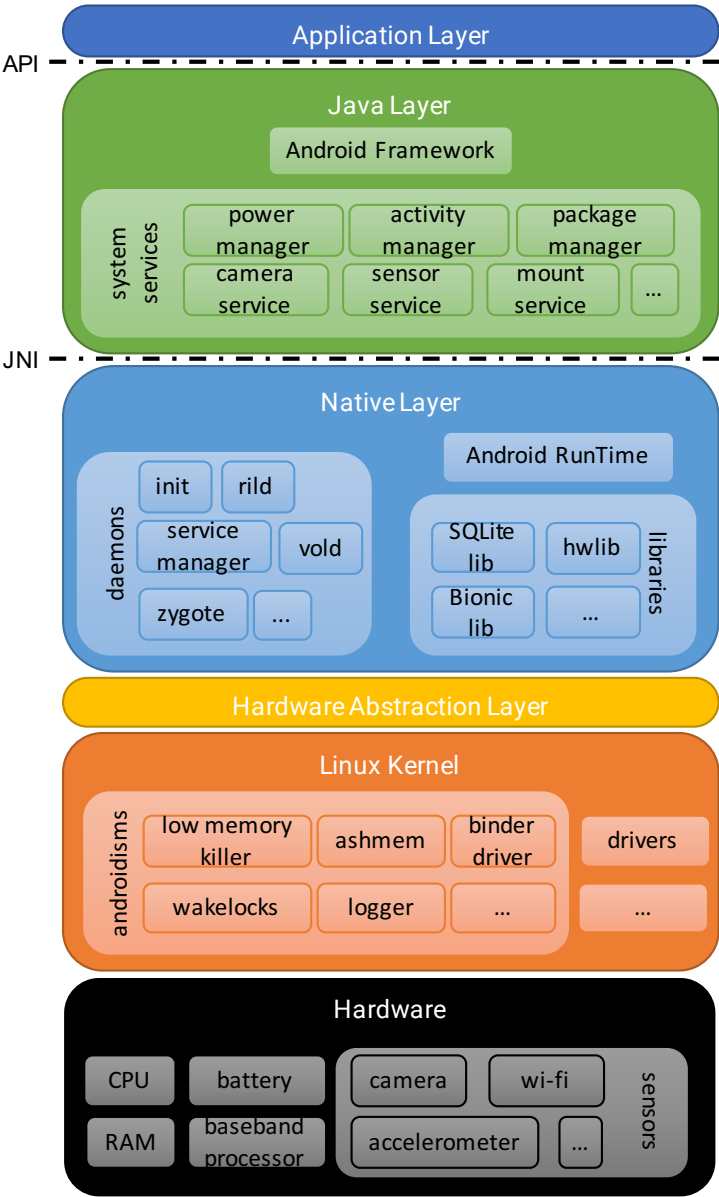 Application Layer
API
Java Layer
Android Framework
system
services
power
manager
activity
manager
package
manager
camera
service
sensor
service
mount
service
...
JNI
Native Layer
daemons
init
rild
service
manager
vold
zygote
...
Android RunTime
SQLite
lib
hwlib
Bionic
lib
...
libraries
Hardware Abstraction Layer
Linux Kernel
androidisms
low memory
killer
ashmem
binder
driver
wakelocks
logger
...
drivers
...
Hardware
CPU
battery
RAM
baseband
processor
camera
wi-fi
accelerometer
...
sensors